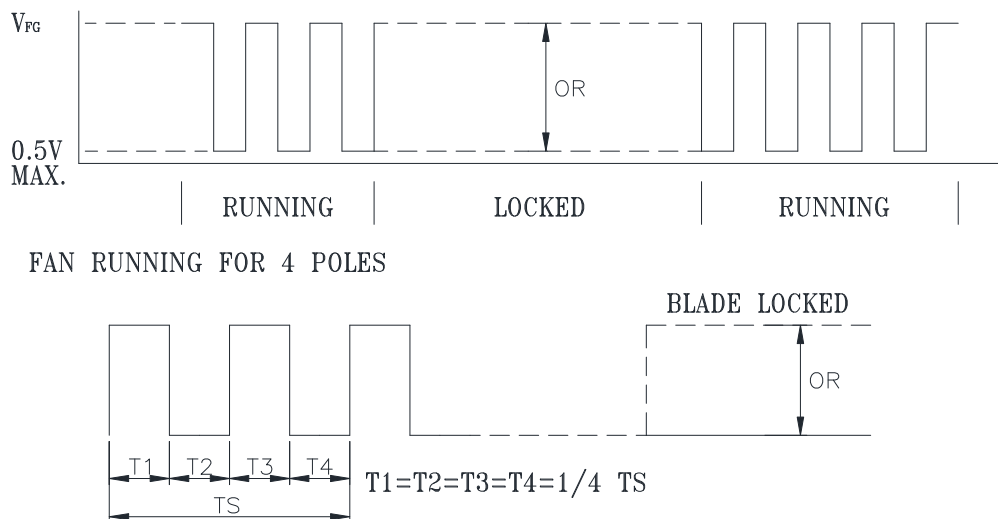 VFG
OR
0.5V
MAX.
RUNNING LOCKED RUNNING
FAN RUNNING FOR 4 POLES
BLADE LOCKED
OR
T1 T2 T3 T4
T1=T2=T3=T4=1/4 TS
TS